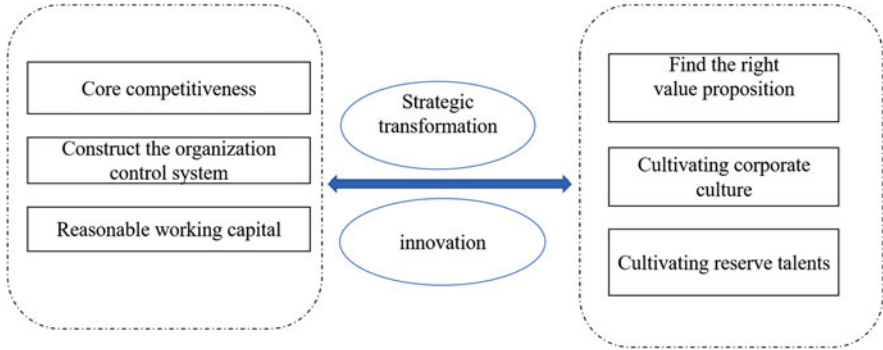 Core competitiveness
Construct the organization
control system
Reasonable working capital
Strategic
transformation
innovation
Find the right
value proposition
Cultivating corporate
culture
Cultivating reserve talents